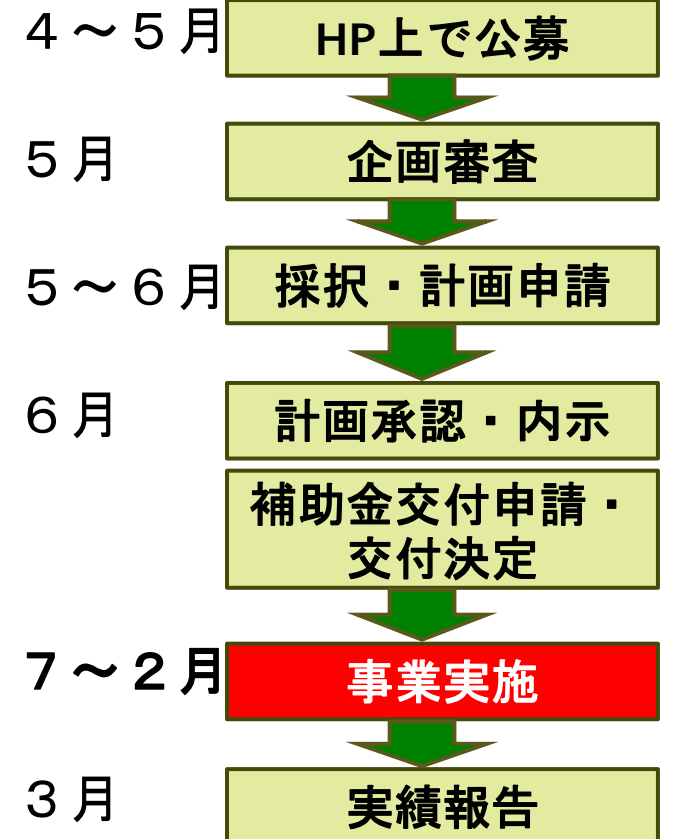 4～5月
HP上で公募
5月
企画審査
5～6月
採択・計画申請
6月
計画承認・内示
補助金交付申請・
交付決定
7～2月
事業実施
3月
実績報告